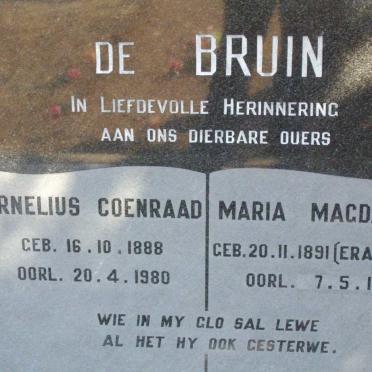 DE BRUIN
IN LIEFDEVOLLE HERINNERING
AAN ONS DIERBARE OUERS
RNELIUS COENRAAD
GEB. 16.10.1888
OORL. 20.4.1980
MARIA MAGD
GEB. 20.11.1891 (ERA
OORL. 7.5.1
WIE IN MY GLO SAL LEWE
AL HET HY OOK GESTERWE.